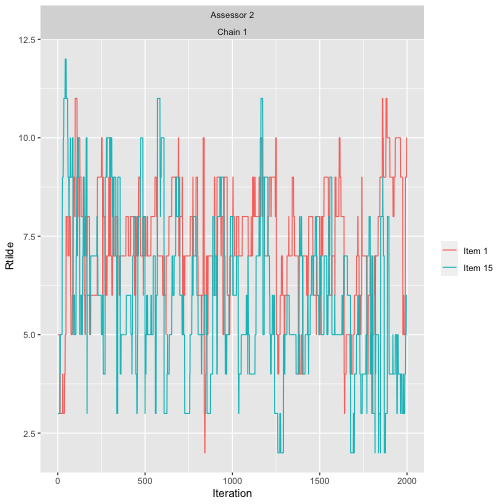 Assessor 2
Chain 1
12.5
10.0
7.5
5.0
2.5
Rtilde
0 500 1000 1500 2000
Iteration
Item 1
Item 15